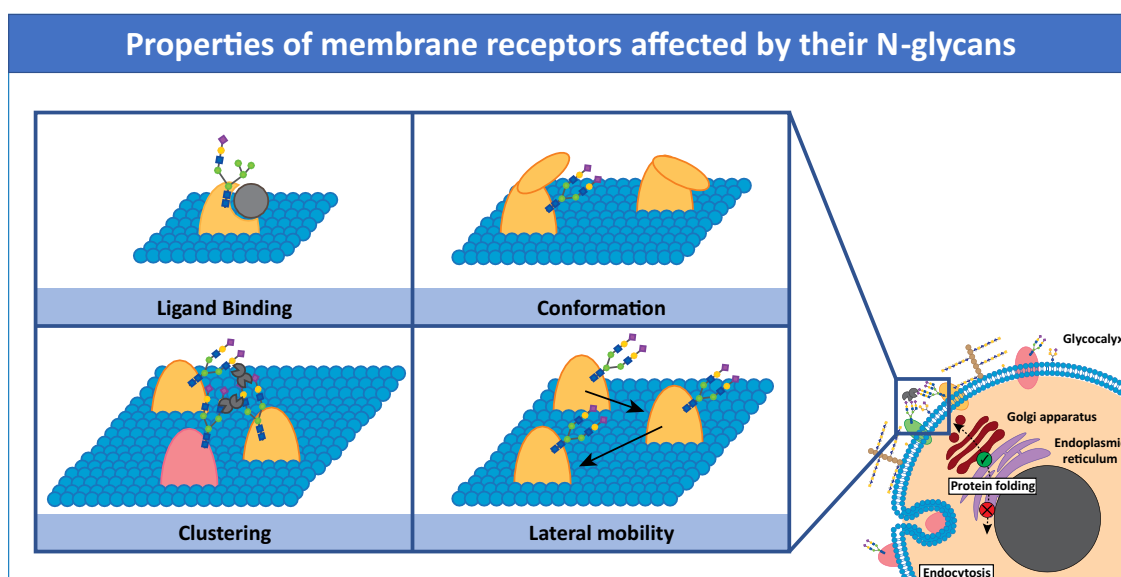 Properties of membrane receptors affected by their N-glycans
Ligand Binding
Conformation
Clustering
Lateral mobility
Glycocalyx
Golgi apparatus
Endoplasmic
reticulum
Protein folding
Endocytosis